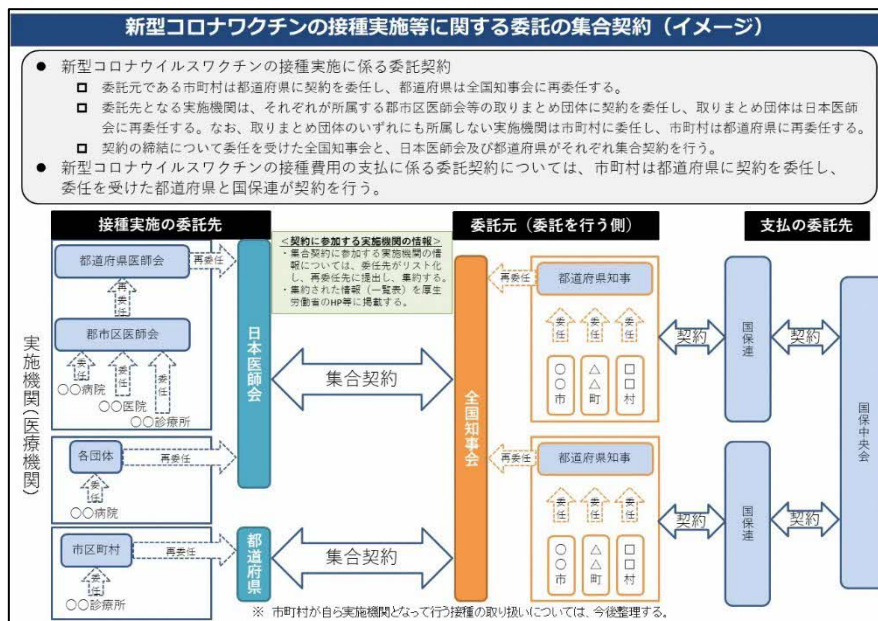 新型コロナワクチンの接種実施等に関する委託の集合契約（イメージ）
● 新型コロナウイルスワクチンの接種実施に係る委託契約
□ 委託元である市町村は都道府県に契約を委任し、都道府県は全国知事会に再委任する。
□ 委託先となる実施機関は、それぞれが所属する郡市区医師会等の取りまとめ団体に契約を委任し、取りまとめ団体は日本医師
会に再委任する。なお、取りまとめ団体のいずれにも所属しない実施機関は市町村に委任し、市町村は都道府県に再委任する。
□ 契約の締結について委任を受けた全国知事会と、日本医師会及び都道府県がそれぞれ集合契約を行う。
● 新型コロナウイルスワクチンの接種費用の支払に係る委託契約については、市町村は都道府県に契約を委任し、
委任を受けた都道府県と国保連が契約を行う。
接種実施の委託先
委託元（委託を行う側）
支払の委託先
＜契約に参加する実施機関の情報＞
・集合契約に参加する実施機関の情
報については、委任先がリスト化
し、再委任先に提出し、集約する。
・集約された情報（一覧表）を厚生
労働省のHP等に掲載する。
実施機関（医療機関）
都道府県医師会
再委任
再委任
郡市区医師会
委任
委任
委任
〇〇病院
〇〇医院
〇〇診療所
各団体
再委任
委任
〇〇病院
市区町村
再委任
委任
〇〇診療所
日本医師会
都道府県
集合契約
集合契約
全国知事会
再委任
都道府県知事
委任
委任
委任
〇〇市
△△町
□□村
再委任
都道府県知事
委任
委任
委任
〇〇市
△△町
□□村
契約
国保連
契約
契約
国保連
契約
国保中央会
※ 市町村が自ら実施機関となって行う接種の取り扱いについては、今後整理する。